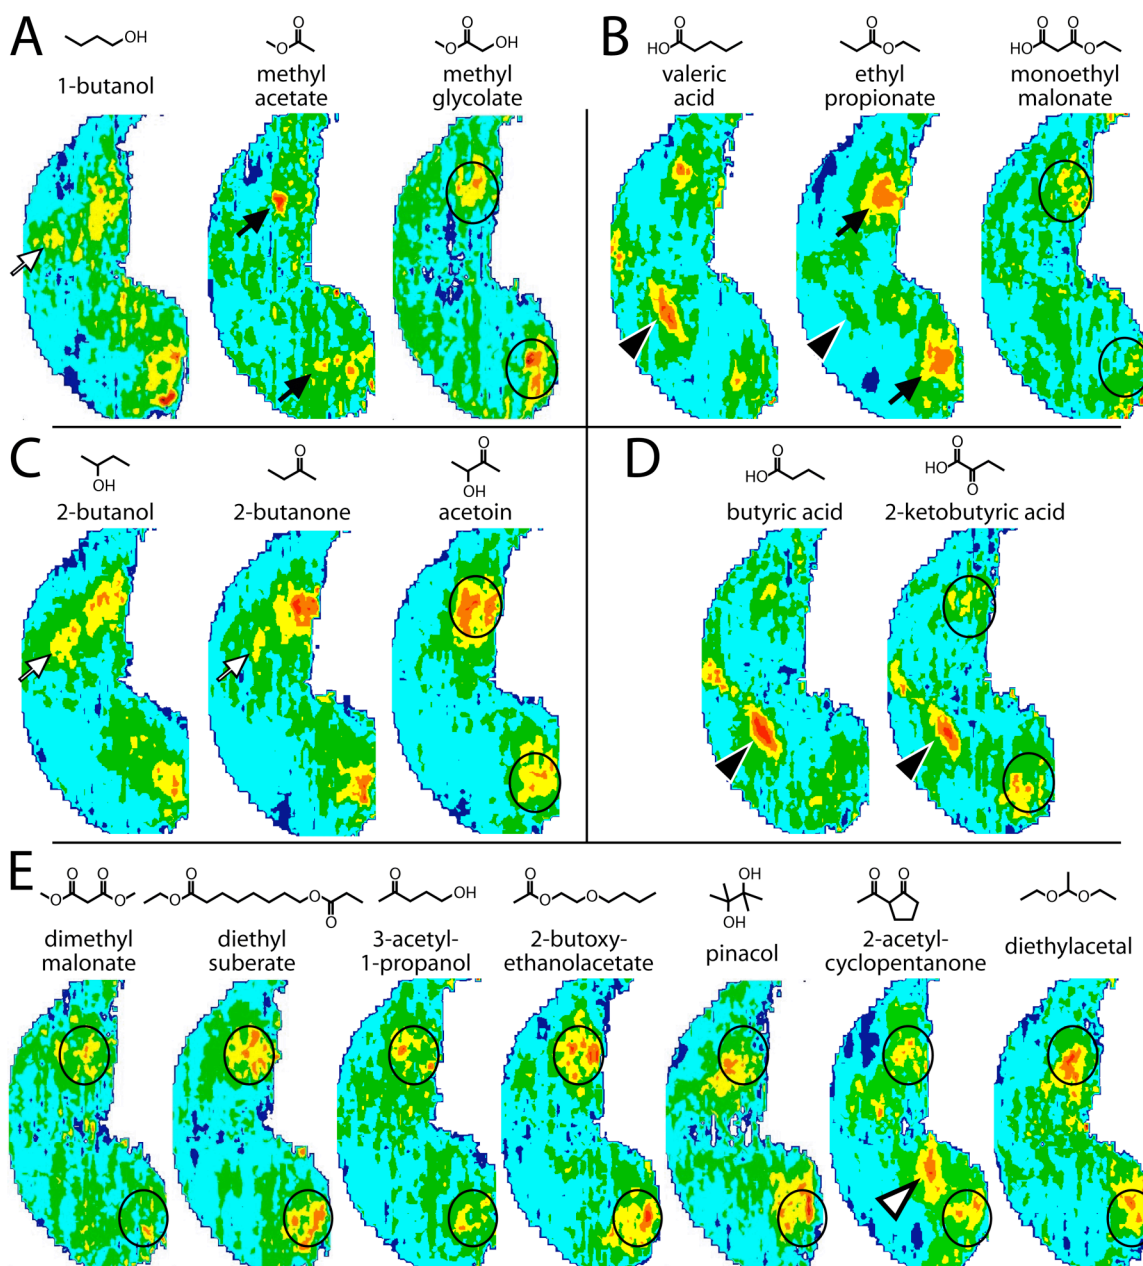 A
B
OH
O
O
O
O
OH
O
HO
O
O
O
HO
O
O
1-butanol
methyl
acetate
methyl
glycolate
valeric
acid
ethyl
propionate
monoethyl
malonate
C
D
OH
O
O
OH
O
HO
O
HO
O
2-butanol
2-butanone
acetoin
butyric acid
2-ketobutyric acid
E
O
O
O
O
O
O
O
O
O
OH
O
O
O
OH
OH
O
O
O
O
dimethyl
malonate
diethyl
suberate
3-acetyl-
1-propanol
2-butoxy-
ethanolacetate
pinacol
2-acetyl-
cyclopentanone
diethylacetal